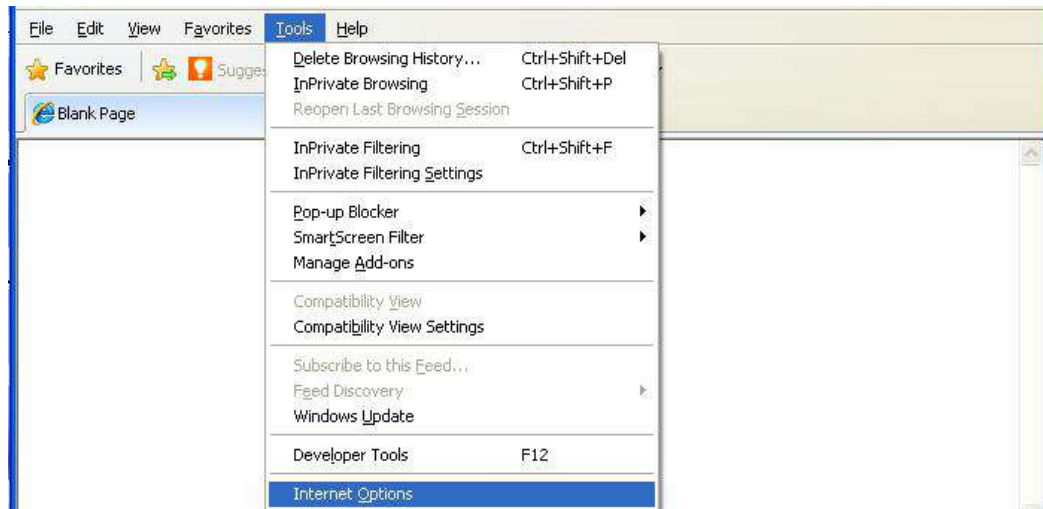 File Edit View Favorites Tools Help
Favorites Sugge
Blank Page
Delete Browsing History... Ctrl+Shift+Del
InPrivate Browsing Ctrl+Shift+P
Reopen Last Browsing Session
InPrivate Filtering Ctrl+Shift+F
InPrivate Filtering Settings
Pop-up Blocker
SmartScreen Filter
Manage Add-ons
Compatibility View
Compatibility View Settings
Subscribe to this Feed...
Feed Discovery
Windows Update
Developer Tools F12
Internet Options